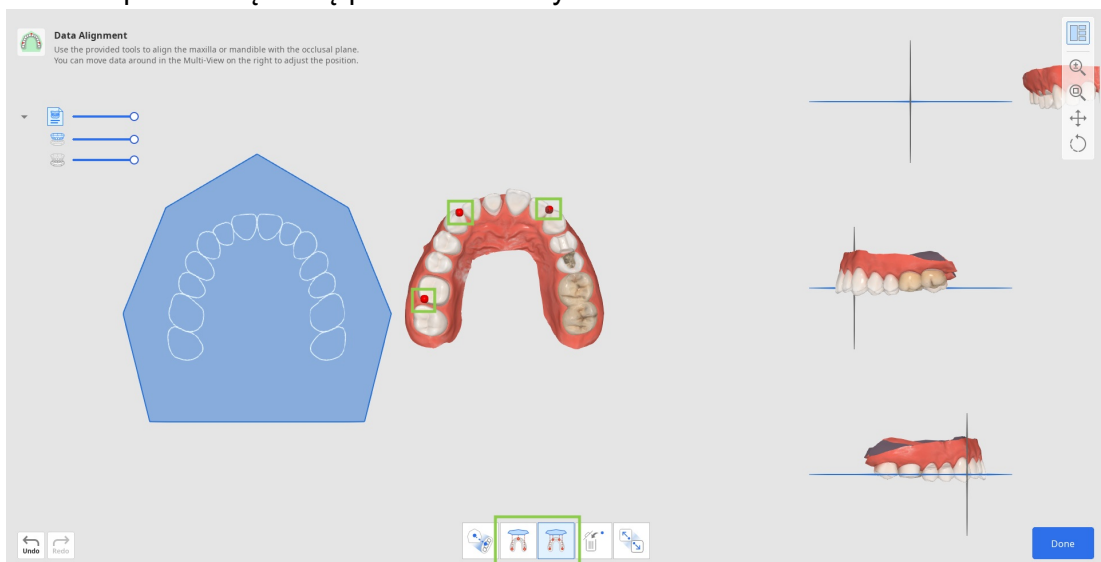 Data Alignment
Use the provided tools to align the maxilla or mandible with the occlusal plane.
You can move data around in the Multi-View on the right to adjust the position.
Undo
Redo
Done